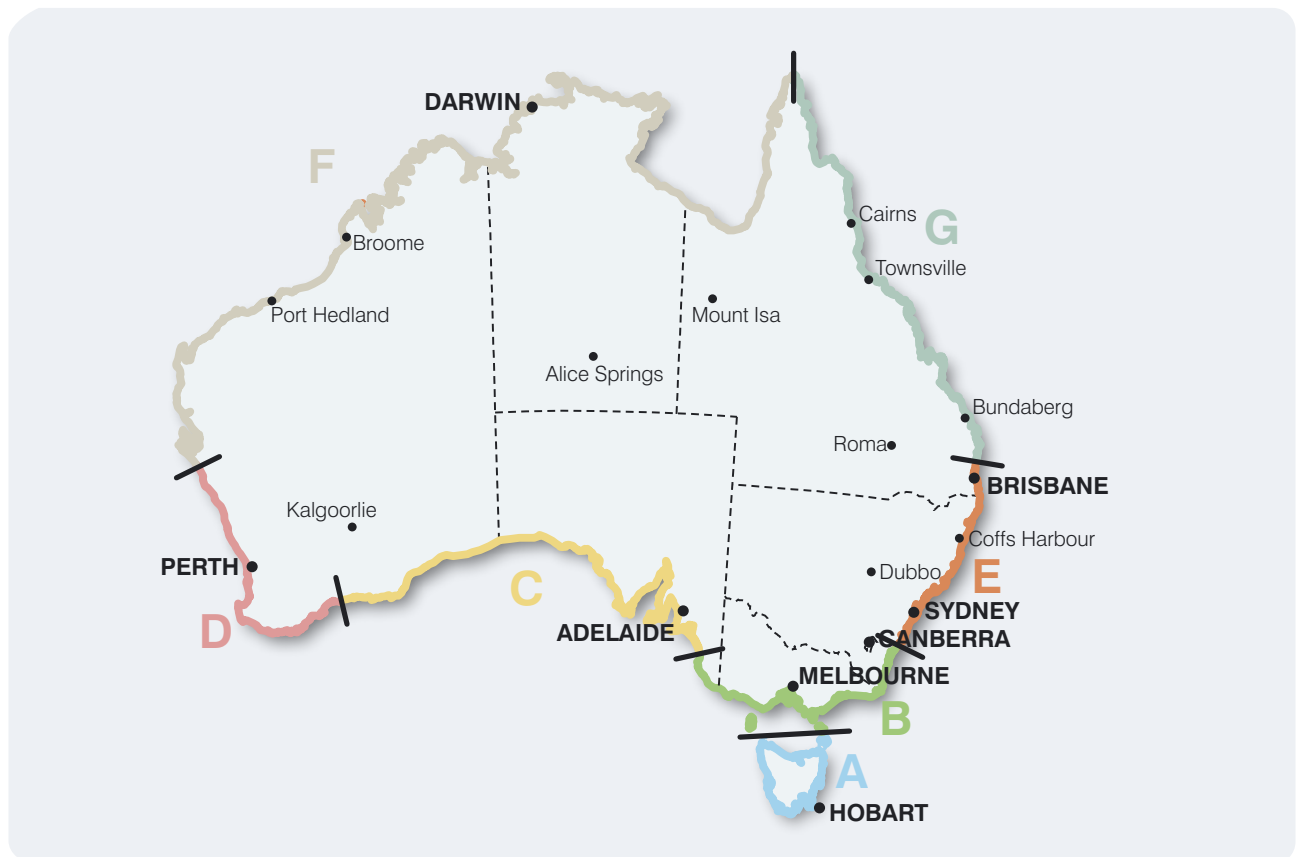 DARWIN
F
Cairns
G
Broome
Townsville
Port Hedland
Mount Isa
Alice Springs
Bundaberg
Roma
BRISBANE
Kalgoorlie
Coffs Harbour
PERTH
Dubbo
E
C
SYDNEY
D
ADELAIDE
CANBERRA
MELBOURNE
B
A
HOBART